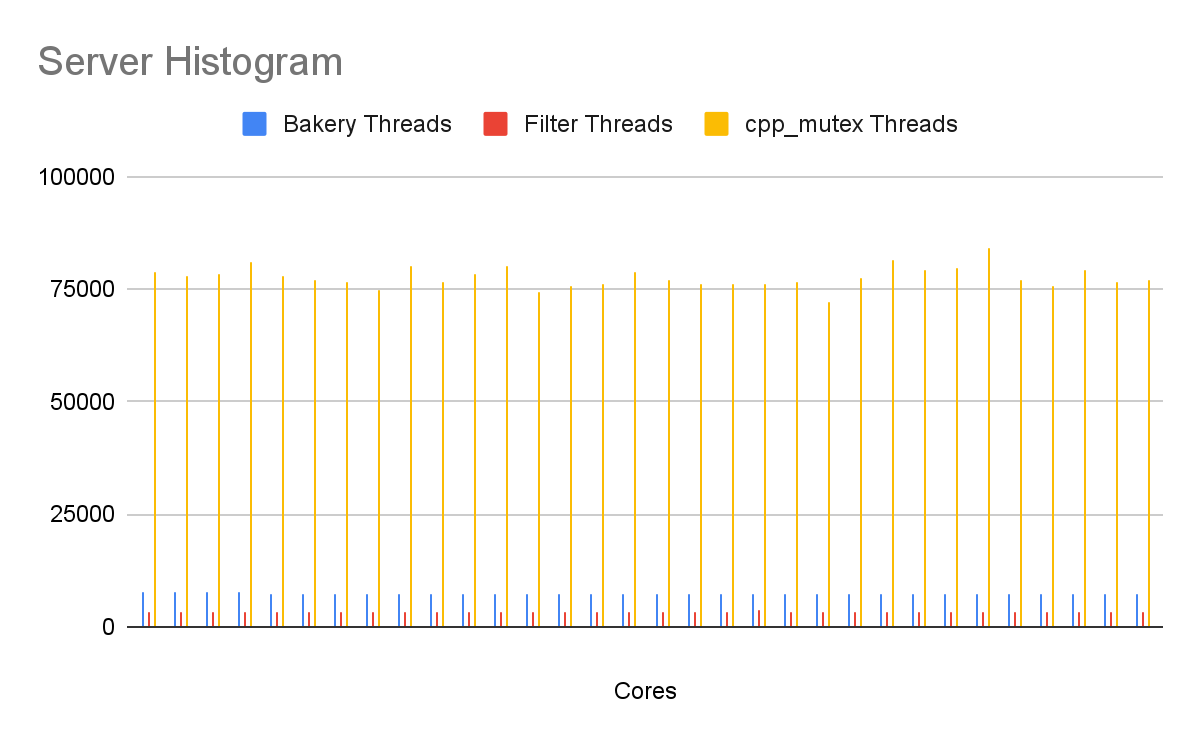 Server Histogram
Bakery Threads Filter Threads cpp_mutex Threads
100000
75000
50000
25000
0
Cores